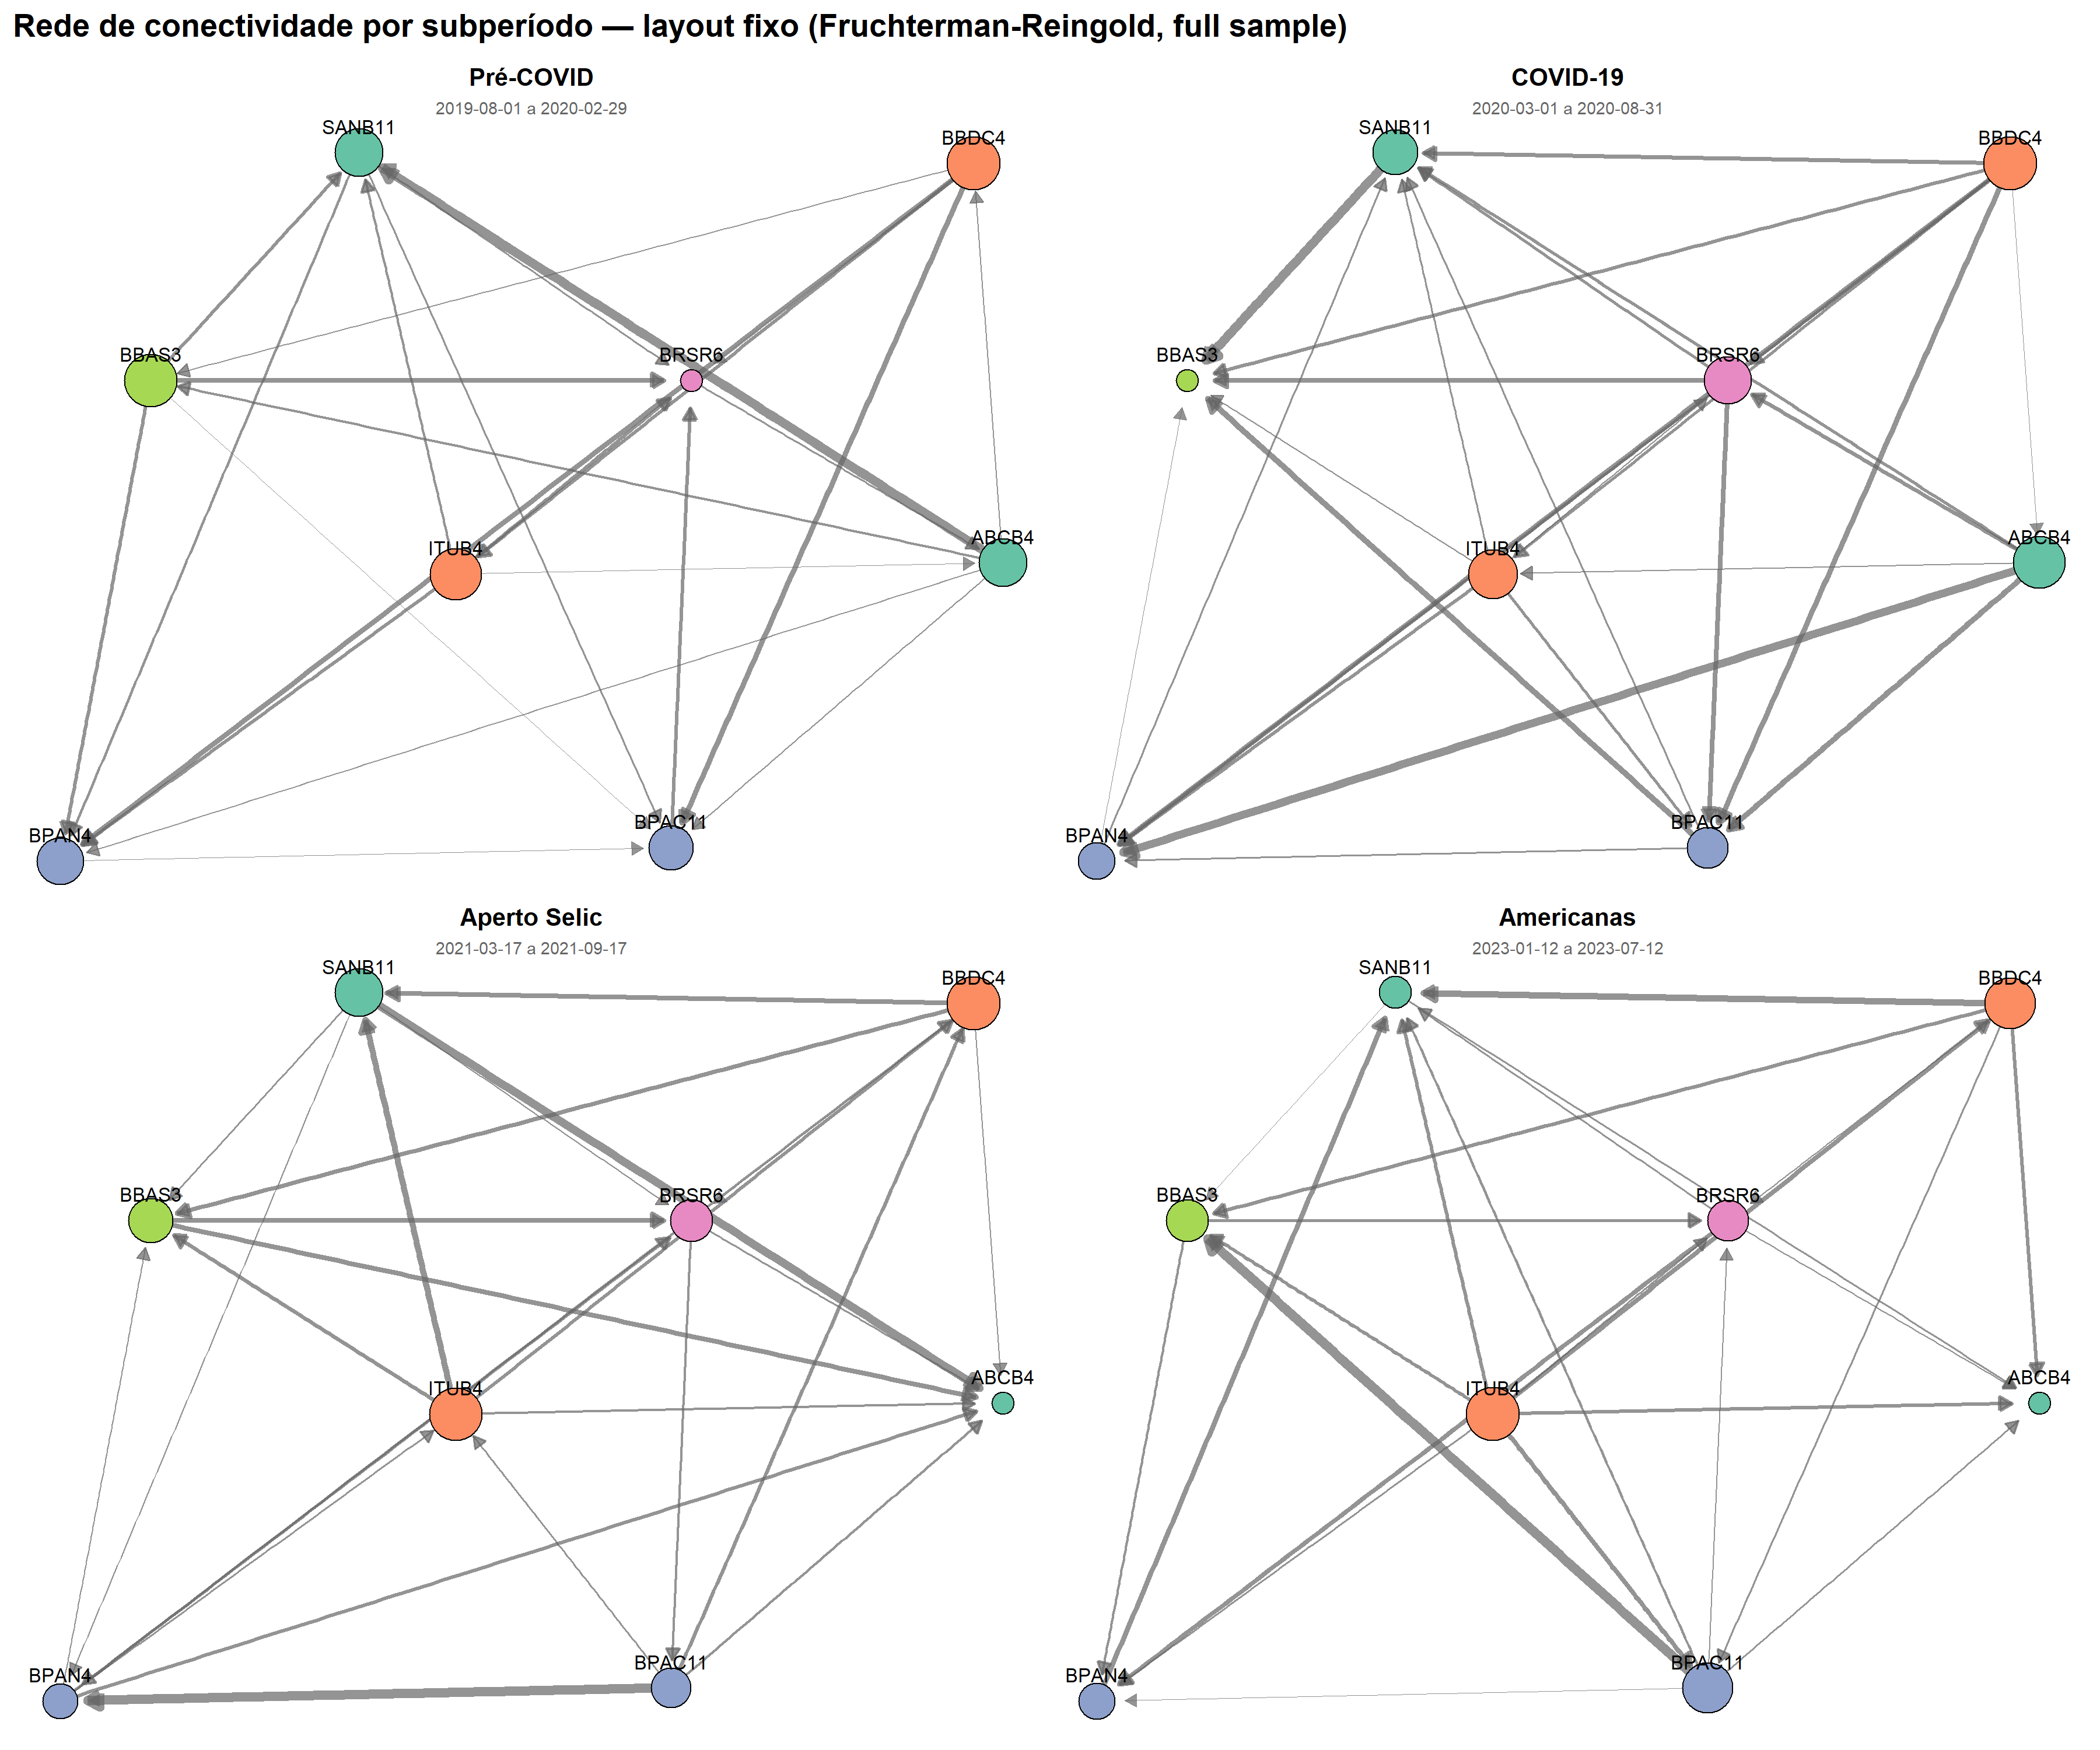 Rede de conectividade por subperíodo — layout fixo (Fruchterman-Reingold, full sample)
Pré-COVID
2019-08-01 a 2020-02-29
SANB11
BBDC4
BBAS3
BRSR6
ITUB4
ABCB4
BPAN4
BPAC11
COVID-19
2020-03-01 a 2020-08-31
SANB11
BBDC4
BBAS3
BRSR6
ITUB4
ABCB4
BPAN4
BPAC11
Aperto Selic
2021-03-17 a 2021-09-17
SANB11
BBDC4
BBAS3
BRSR6
ITUB4
ABCB4
BPAN4
BPAC11
Americanas
2023-01-12 a 2023-07-12
SANB11
BBDC4
BBAS3
BRSR6
ITUB4
ABCB4
BPAN4
BPAC11